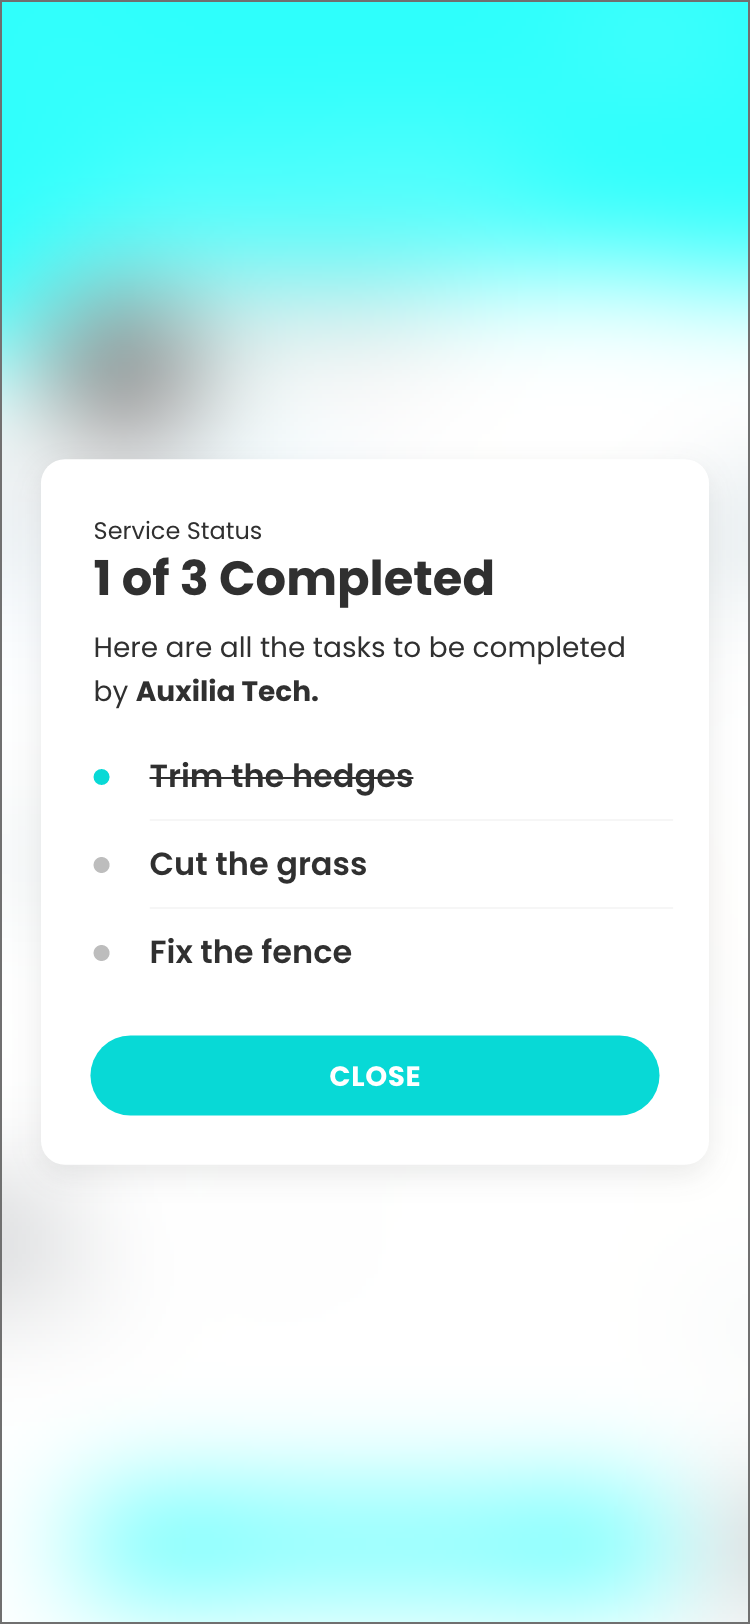 Service Status
1 of 3 Completed
Here are all the tasks to be completed
by Auxilia Tech.
Trim the hedges
Cut the grass
Fix the fence
CLOSE